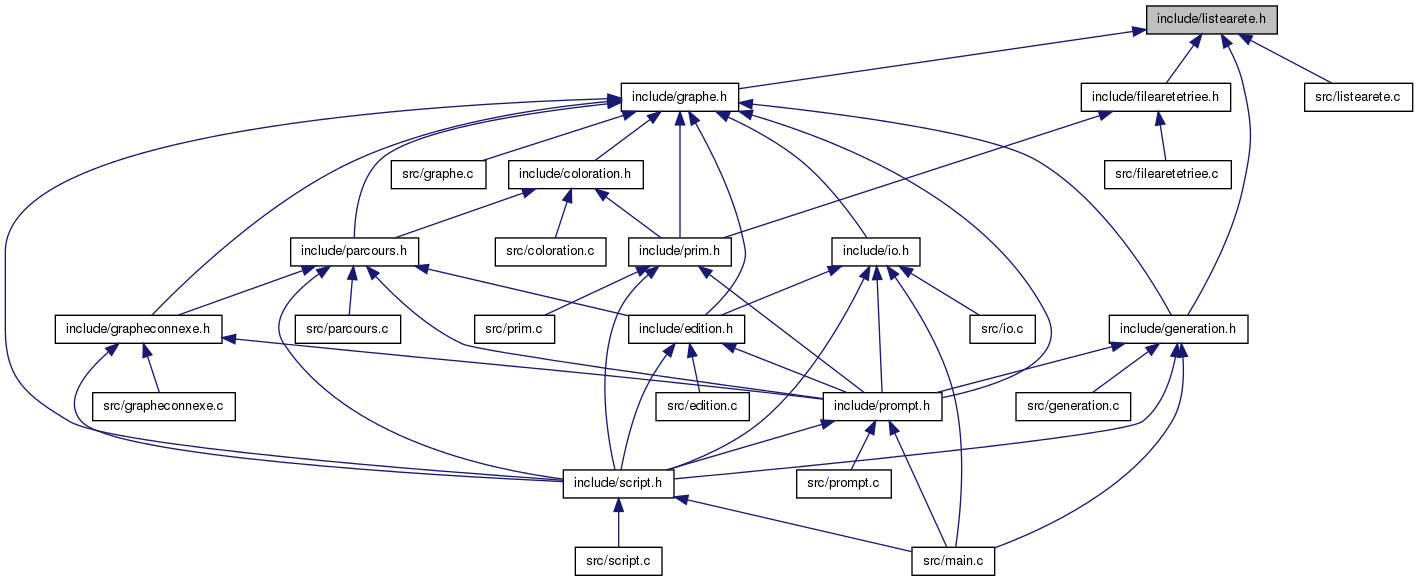 include/listearete.h
include/graphe.h
include/filearetetriee.h
src/listearete.c
src/graphe.c
include/coloration.h
src/filearetetriee.c
include/parcours.h
src/coloration.c
include/prim.h
include/io.h
include/grapheconnexe.h
src/parcours.c
src/prim.c
include/edition.h
src/io.c
include/generation.h
src/grapheconnexe.c
src/edition.c
include/prompt.h
src/generation.c
include/script.h
src/prompt.c
src/script.c
src/main.c